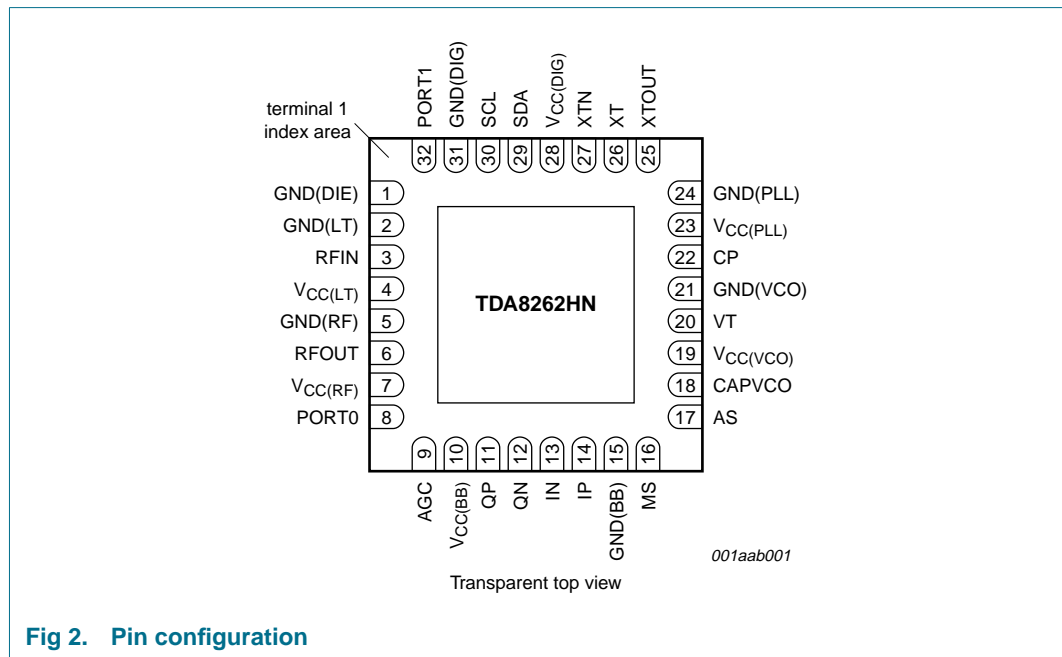 PORT1
GND(DIG)
SCL
SDA
VCC(DIG)
XTN
XT
XTOUT
terminal 1
index area
32
31
30
29
28
27
26
25
GND(DIE) 1
GND(LT) 2
RFIN 3
VCC(LT) 4
GND(RF) 5
RFOUT 6
VCC(RF) 7
PORT0 8
TDA8262HN
24 GND(PLL)
23 VCC(PLL)
22 CP
21 GND(VCO)
20 VT
19 VCC(VCO)
18 CAPVCO
17 AS
9
10
11
12
13
14
15
16
AGC
VCC(BB)
QP
QN
IN
IP
GND(BB)
MS
001aab001
Transparent top view
Fig 2. Pin configuration